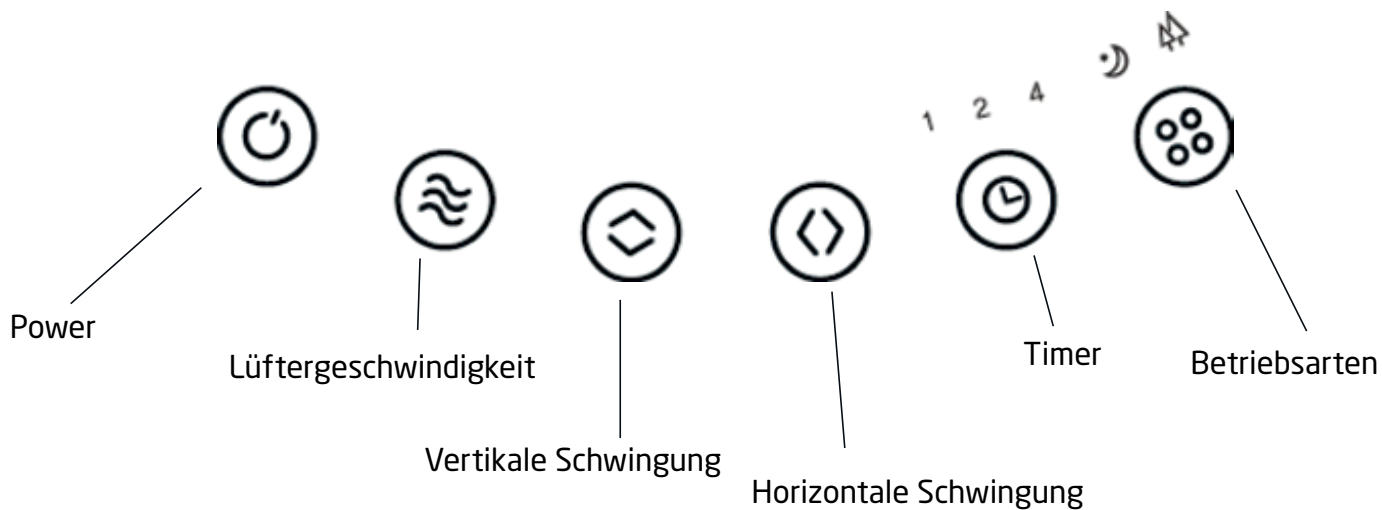 1 2 4
Power
Lüftergeschwindigkeit
Vertikale Schwingung
Horizontale Schwingung
Timer
Betriebsarten